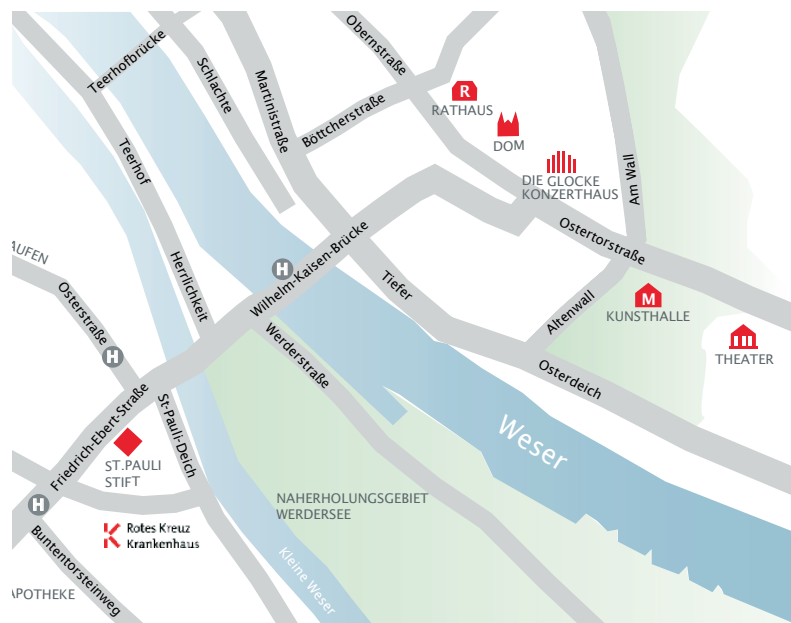 Teerhofbrücke
Schlachte
Martinistraße
Obernstraße
Böttcherstraße
R
RATHAUS
DOM
DIE GLOCKE
KONZERTHAUS
Am Wall
Teerhof
Herrlichkeit
AUFEN
Osterstraße
H
H
Wilhelm-Kaisen-Brücke
Tiefer
Ostertorstraße
Altenwall
M
KUNSTHALLE
THEATER
Werderstraße
Osterdeich
Friedrich-Ebert-Straße
St-Pauli-Deich
Weser
ST.PAULI
STIFT
NAHERHOLUNGSGEBIET
WERDERSEE
H
Rotes Kreuz
Krankenhaus
Kleine Weser
Buntentorsteinweg
APOTHEKE